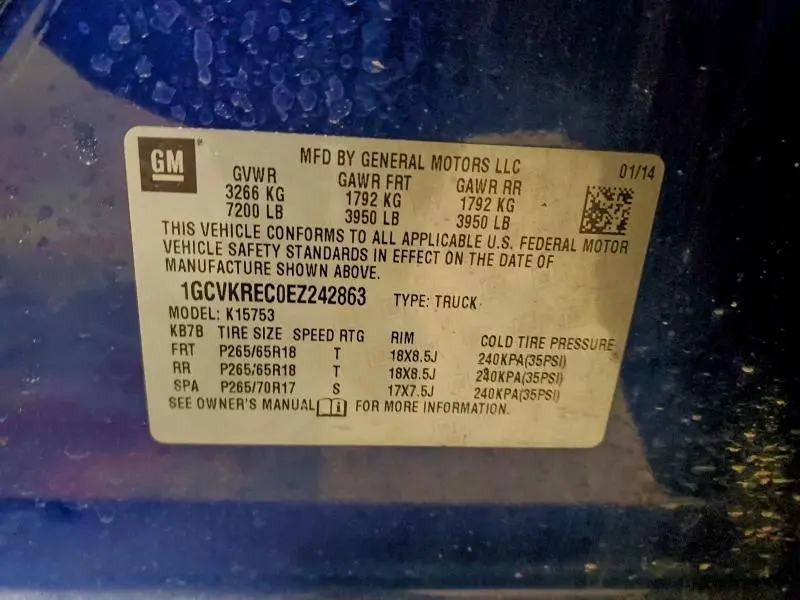 GM
MFD BY GENERAL MOTORS LLC 01/14
GVWR GAWR FRT GAWR RR
3266 KG 1792 KG 1792 KG
7200 LB 3950 LB 3950 LB
THIS VEHICLE CONFORMS TO ALL APPLICABLE U.S. FEDERAL MOTOR
VEHICLE SAFETY STANDARDS IN EFFECT ON THE DATE OF
MANUFACTURE SHOWN ABOVE.
1GCVKREC0EZ242863 TYPE: TRUCK
MODEL: K15753
KB7B TIRE SIZE SPEED RTG RIM COLD TIRE PRESSURE
FRT P265/65R18 T 18X8.5J 240KPA(35PSI)
RR P265/65R18 T 18X8.5J 240KPA(35PSI)
SPA P265/70R17 S 17X7.5J 240KPA(35PSI)
SEE OWNER'S MANUAL i FOR MORE INFORMATION.